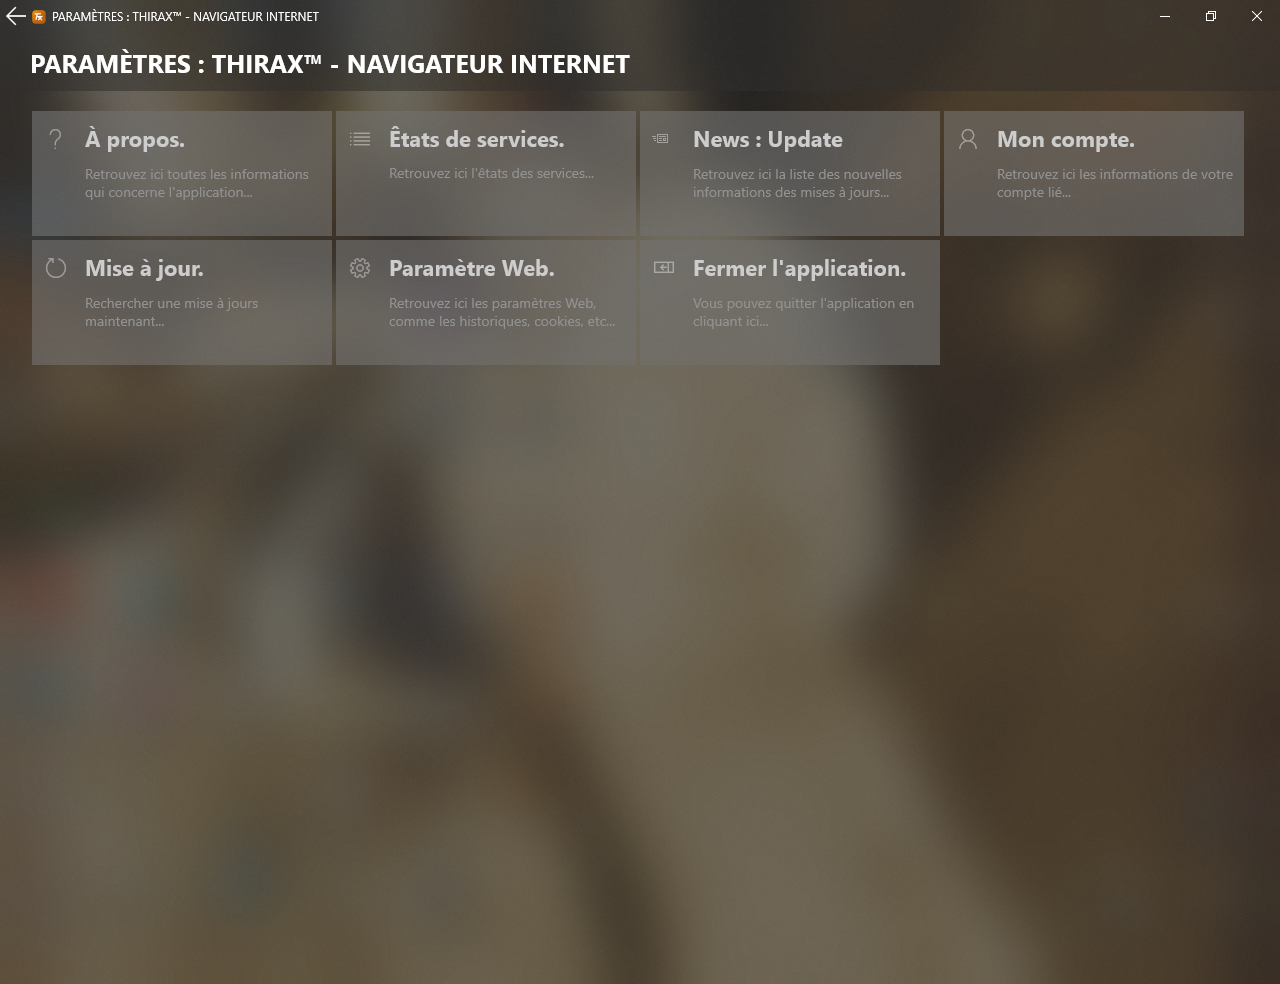 PARAMÈTRES : THIRAX™ - NAVIGATEUR INTERNET
PARAMÈTRES : THIRAX™ - NAVIGATEUR INTERNET
À propos.
Retrouvez ici toutes les informations
qui concerne l'application...
Êtats de services.
Retrouvez ici l'êtats des services...
News : Update
Retrouvez ici la liste des nouvelles
informations des mises à jours...
Mon compte.
Retrouvez ici les informations de votre
compte lié...
Mise à jour.
Rechercher une mise à jours
maintenant...
Paramètre Web.
Retrouvez ici les paramètres Web,
comme les historiques, cookies, etc...
Fermer l'application.
Vous pouvez quitter l'application en
cliquant ici...